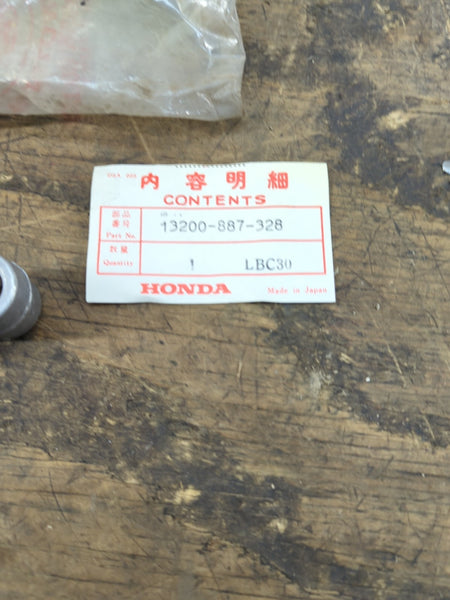 内容明細
CONTENTS
部品
番号
Part No.
13200-887-328
数量
Quantity
1
LBC30
HONDA
Made in Japan